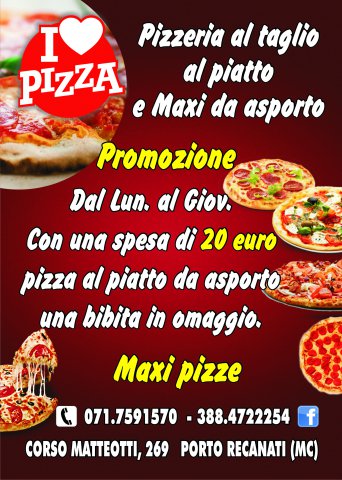 I
PIZZA
Pizzeria al taglio
al piatto
e Maxi da asporto
Promozione
Dal Lun. al Giov.
Con una spesa di 20 euro
pizza al piatto da asporto
una bibita in omaggio.
Maxi pizze
071.7591570 - 388.4722254 f
CORSO MATTEOTTI, 269 PORTO RECANATI (MC)